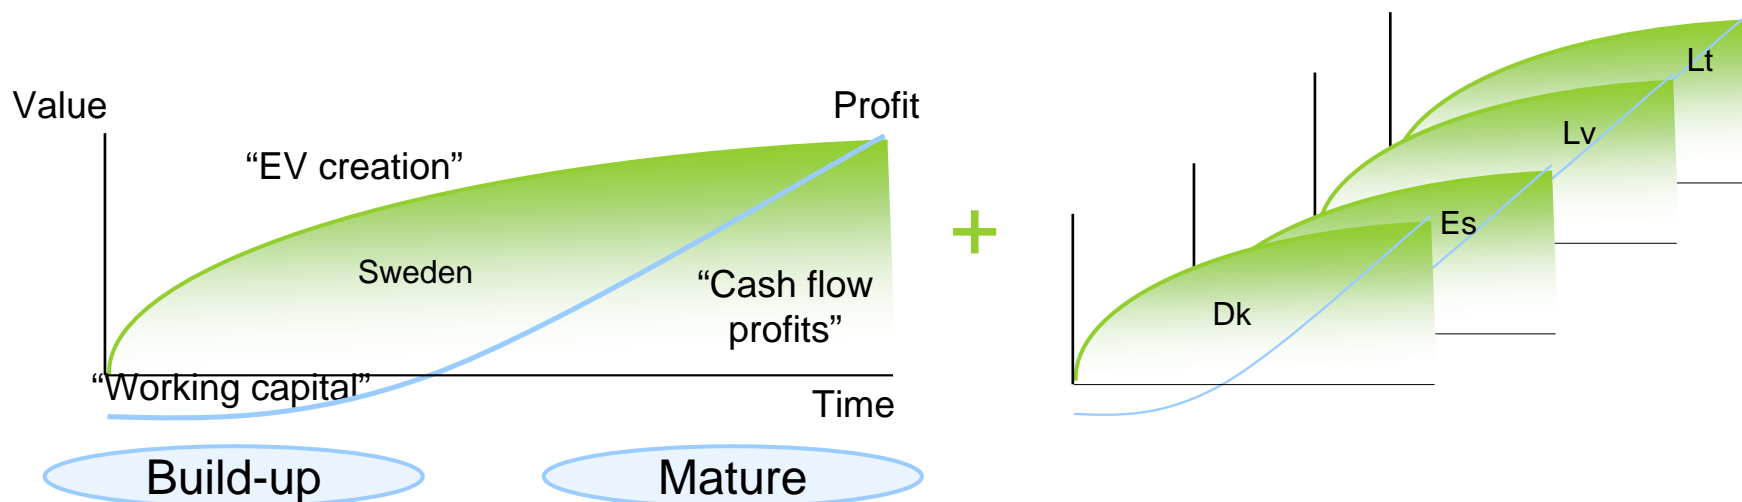 Value
Profit
“EV creation”
Sweden
“Cash flow
profits”
“Working capital”
Time
Build-up
Mature
+
Lt
Lv
Es
Dk